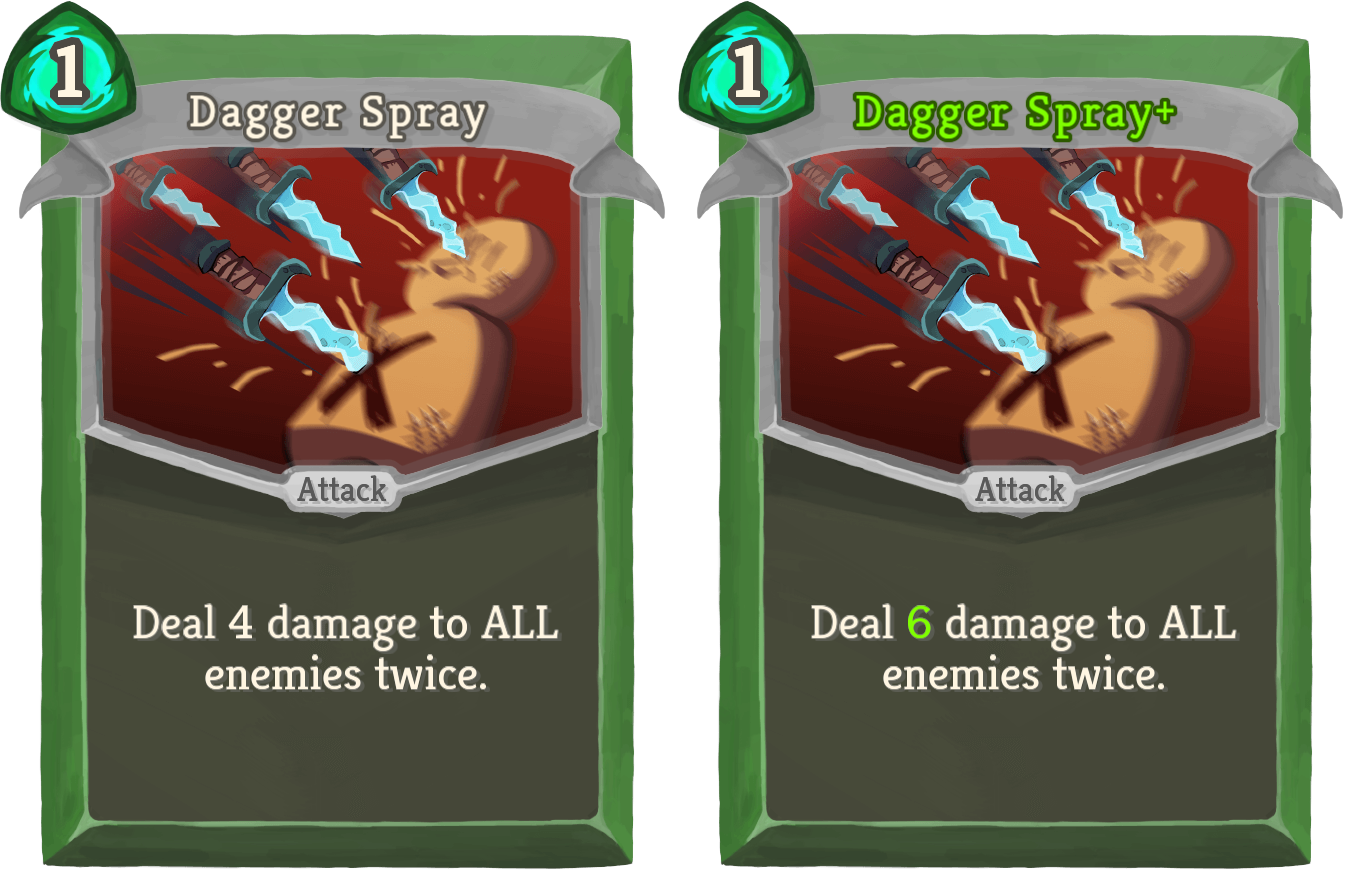 1
Dagger Spray
Attack
Deal 4 damage to ALL
enemies twice.
1
Dagger Spray+
Attack
Deal 6 damage to ALL
enemies twice.